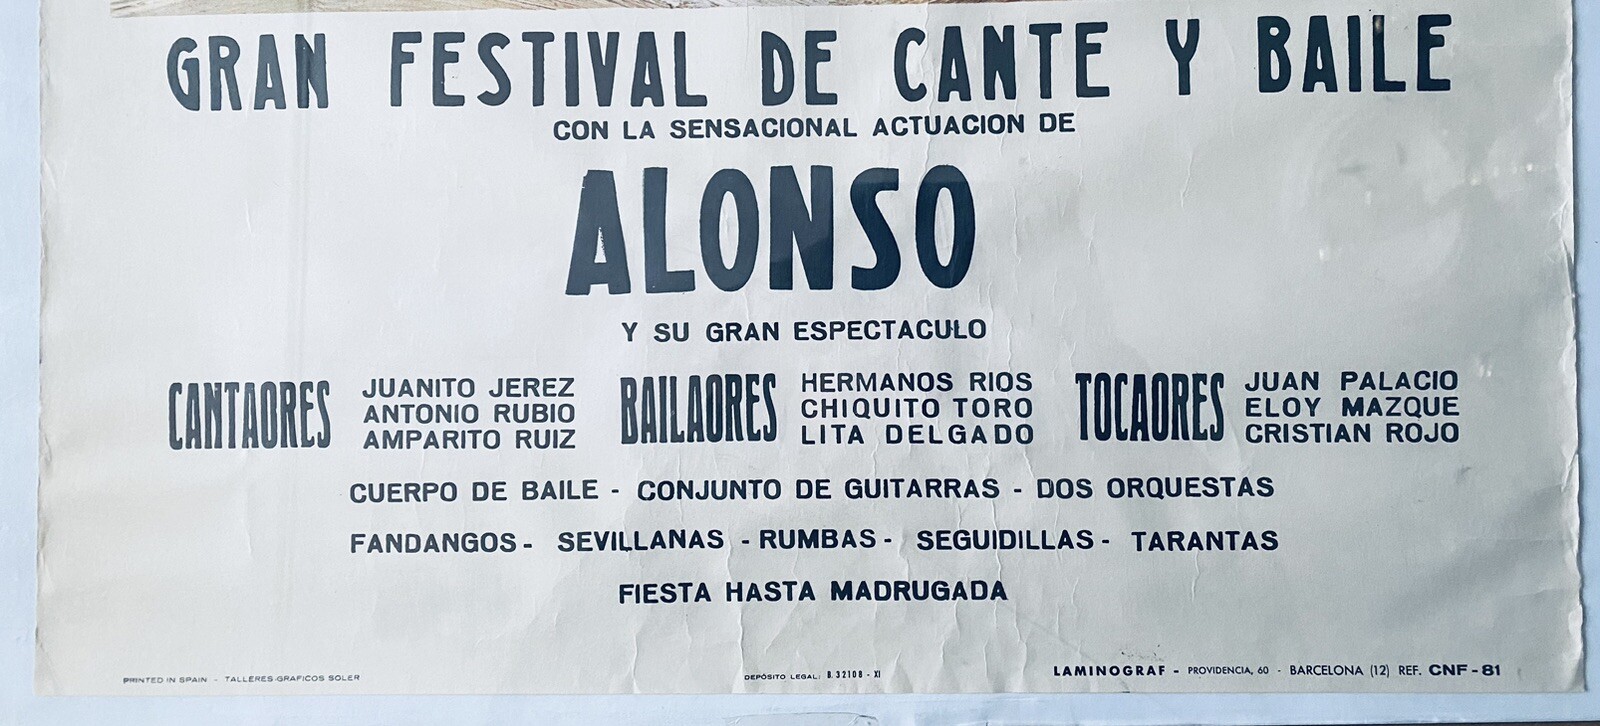 GRAN FESTIVAL DE CANTE Y BAILE
CON LA SENSACIONAL ACTUACION DE
ALONSO
Y SU GRAN ESPECTACULO
CANTAORES
JUANITO JEREZ
ANTONIO RUBIO
AMPARITO RUIZ
BAILAORES
HERMANOS RIOS
CHIQUITO TORO
LITA DELGADO
TOCAORES
JUAN PALACIO
ELOY MAZQUE
CRISTIAN ROJO
CUERPO DE BAILE - CONJUNTO DE GUITARRAS - DOS ORQUESTAS
FANDANGOS - SEVILLANAS - RUMBAS - SEGUIDILLAS - TARANTAS
FIESTA HASTA MADRUGADA
PRINTED IN SPAIN - TALLERES GRAFICOS SOLER
DEPÓSITO LEGAL: B. 32108 - XI
LAMINOGRAF - PROVIDENCIA, 60 - BARCELONA (12) REF. CNF - 81